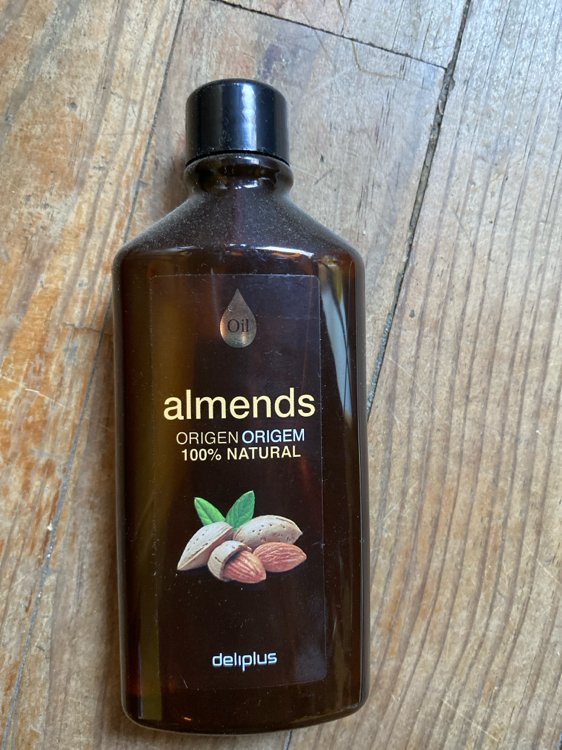 Oil
almends
ORIGEN ORIGEM
100% NATURAL
deliplus